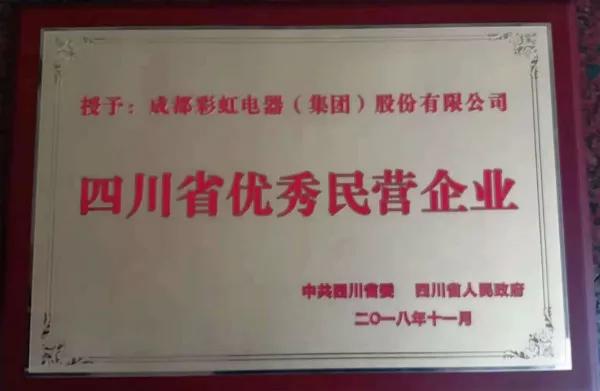 授予：成都彩虹电器（集团）股份有限公司
四川省优秀民营企业
中共四川省委 四川省人民政府
二〇一八年十一月